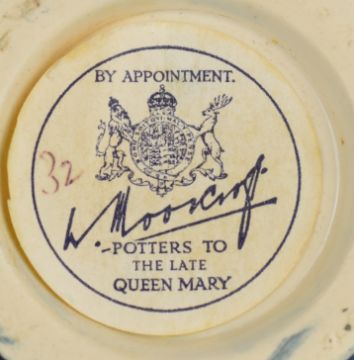 BY APPOINTMENT.
32
W. Moorcroft
-POTTERS TO
THE LATE
QUEEN MARY